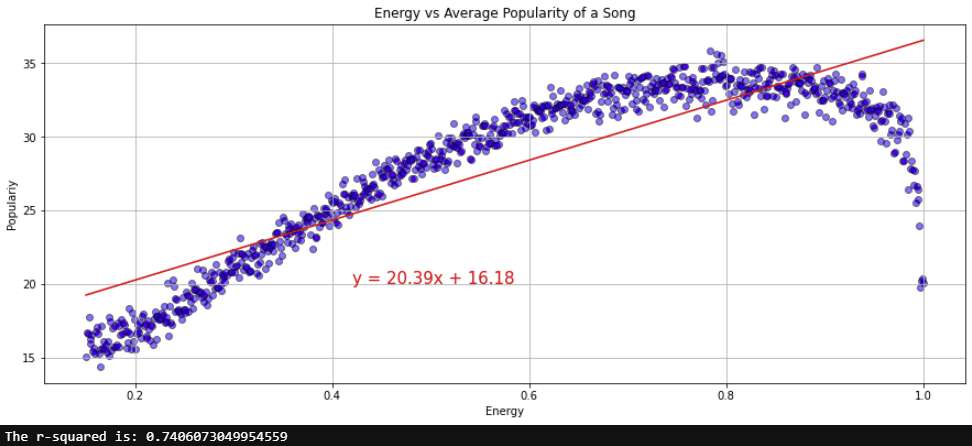 Energy vs Average Popularity of a Song
35
30
25
20
15
Populariy
y = 20.39x + 16.18
0.2 0.4 0.6 0.8 1.0
Energy
The r-squared is: 0.7406073049954559